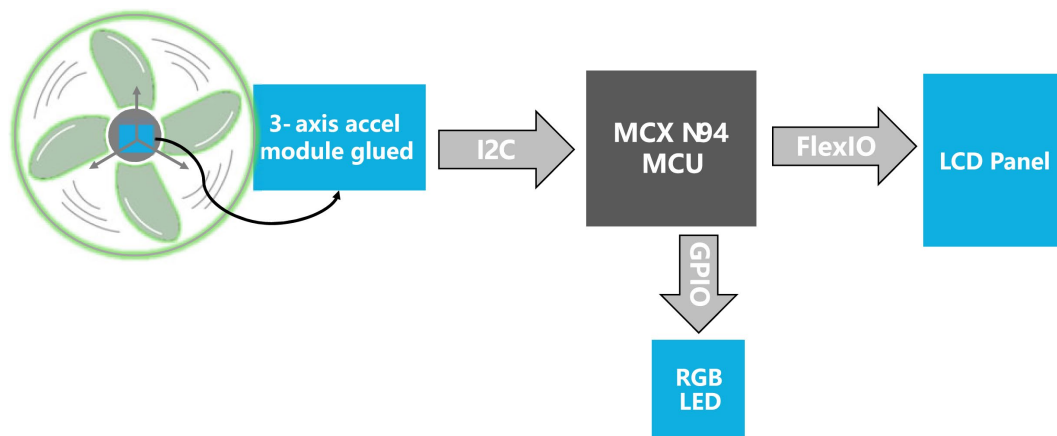 3-axis accel
module glued
I2C
MCX N94
MCU
FlexIO
LCD Panel
GPIO
RGB
LED